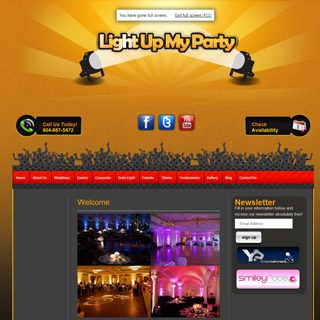 You have gone full screen. Exit full screen (F11)
Light Up My Party
Call Us Today!
904-887-5472
Check
Availability
Home About Us Weddings Events Corporate Gobo Light Friends Clients Testimonials Gallery Blog Contact Us
Welcome
Newsletter
Fill in your information below and
receive our newsletter absolutely free!
Email Address
sign up
Entertainment
smileyface